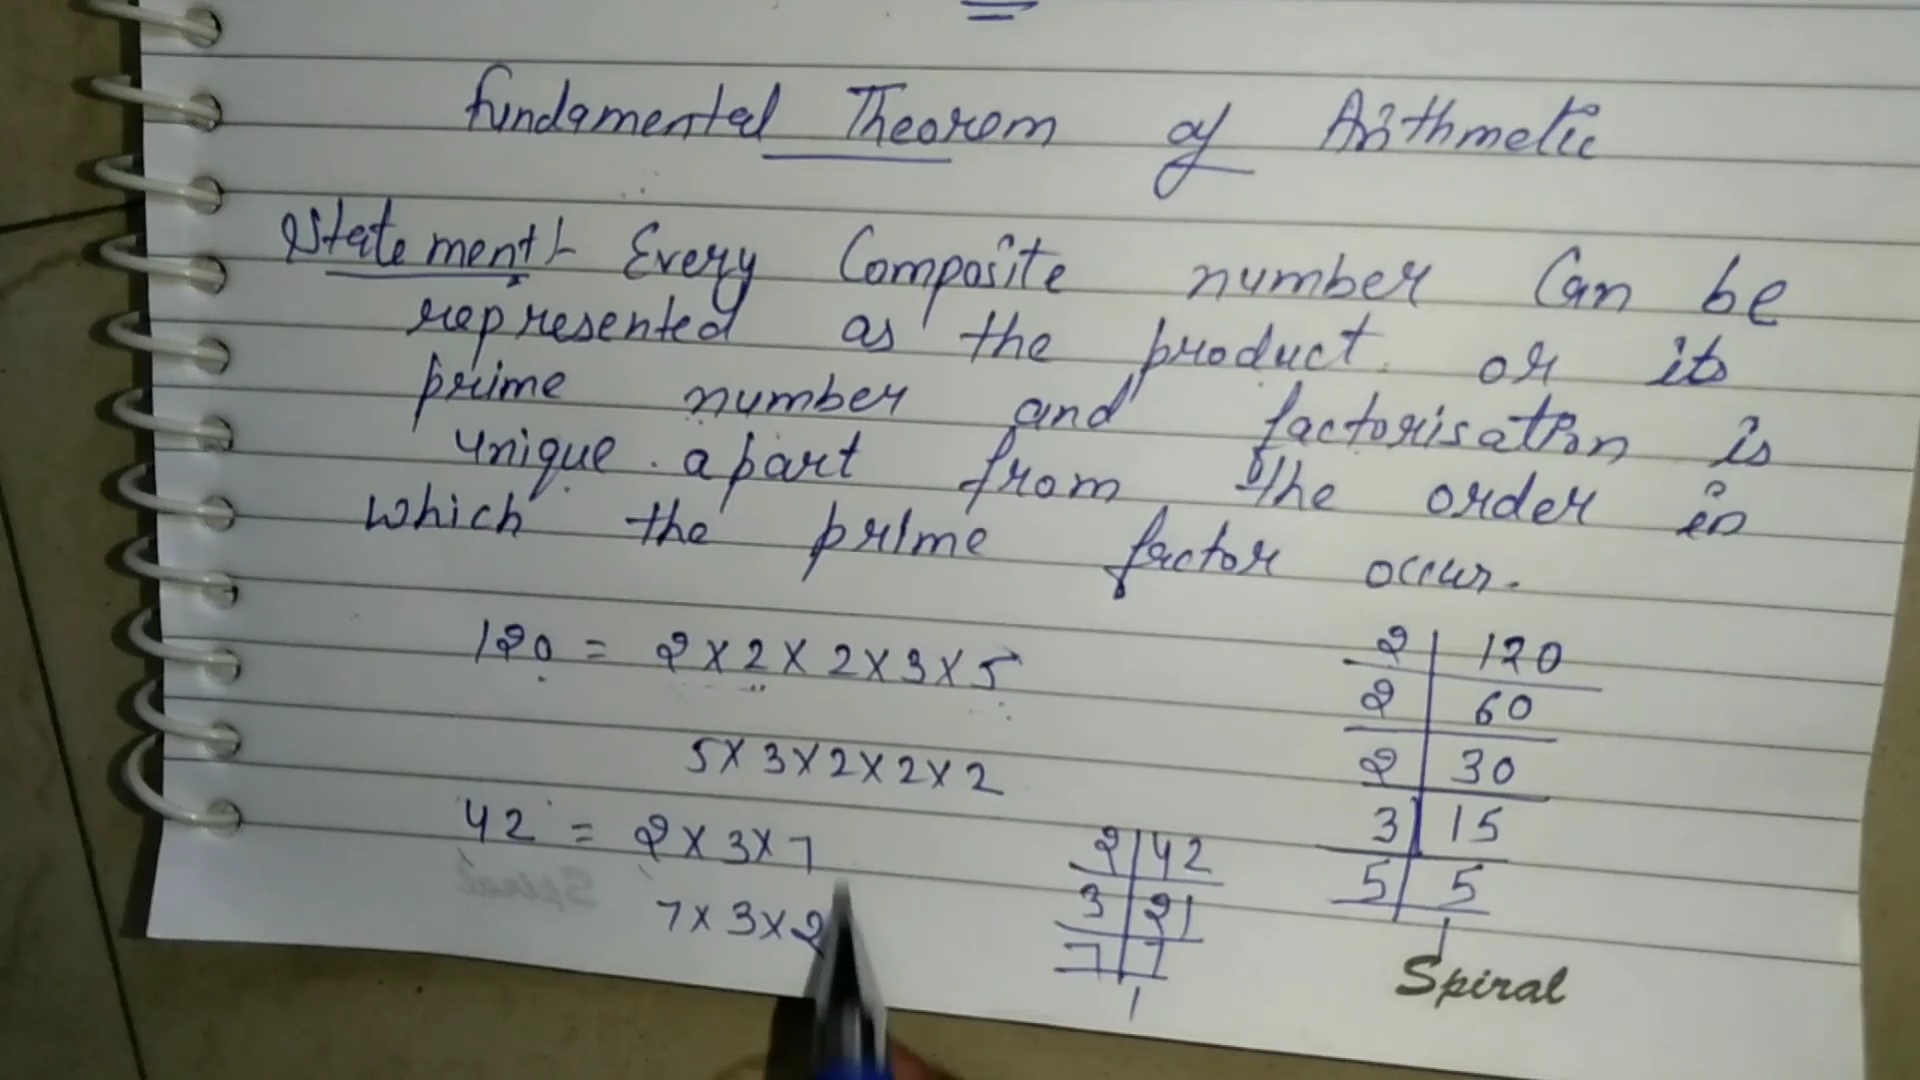 Fundamental Theorem of Arithmetic
Statement:- Every Composite number Can be
represented as the product or its
prime number and factorisation is
unique. apart from the order in
which the prime factor occur.
120 = 2 X 2 X 2 X 3 X 5
5 X 3 X 2 X 2 X 2
42 = 2 X 3 X 7
7 X 3 X 2
2 | 42
3 | 21
7 | 7
1
2 | 120
2 | 60
2 | 30
3 | 15
5 | 5
1
Spiral